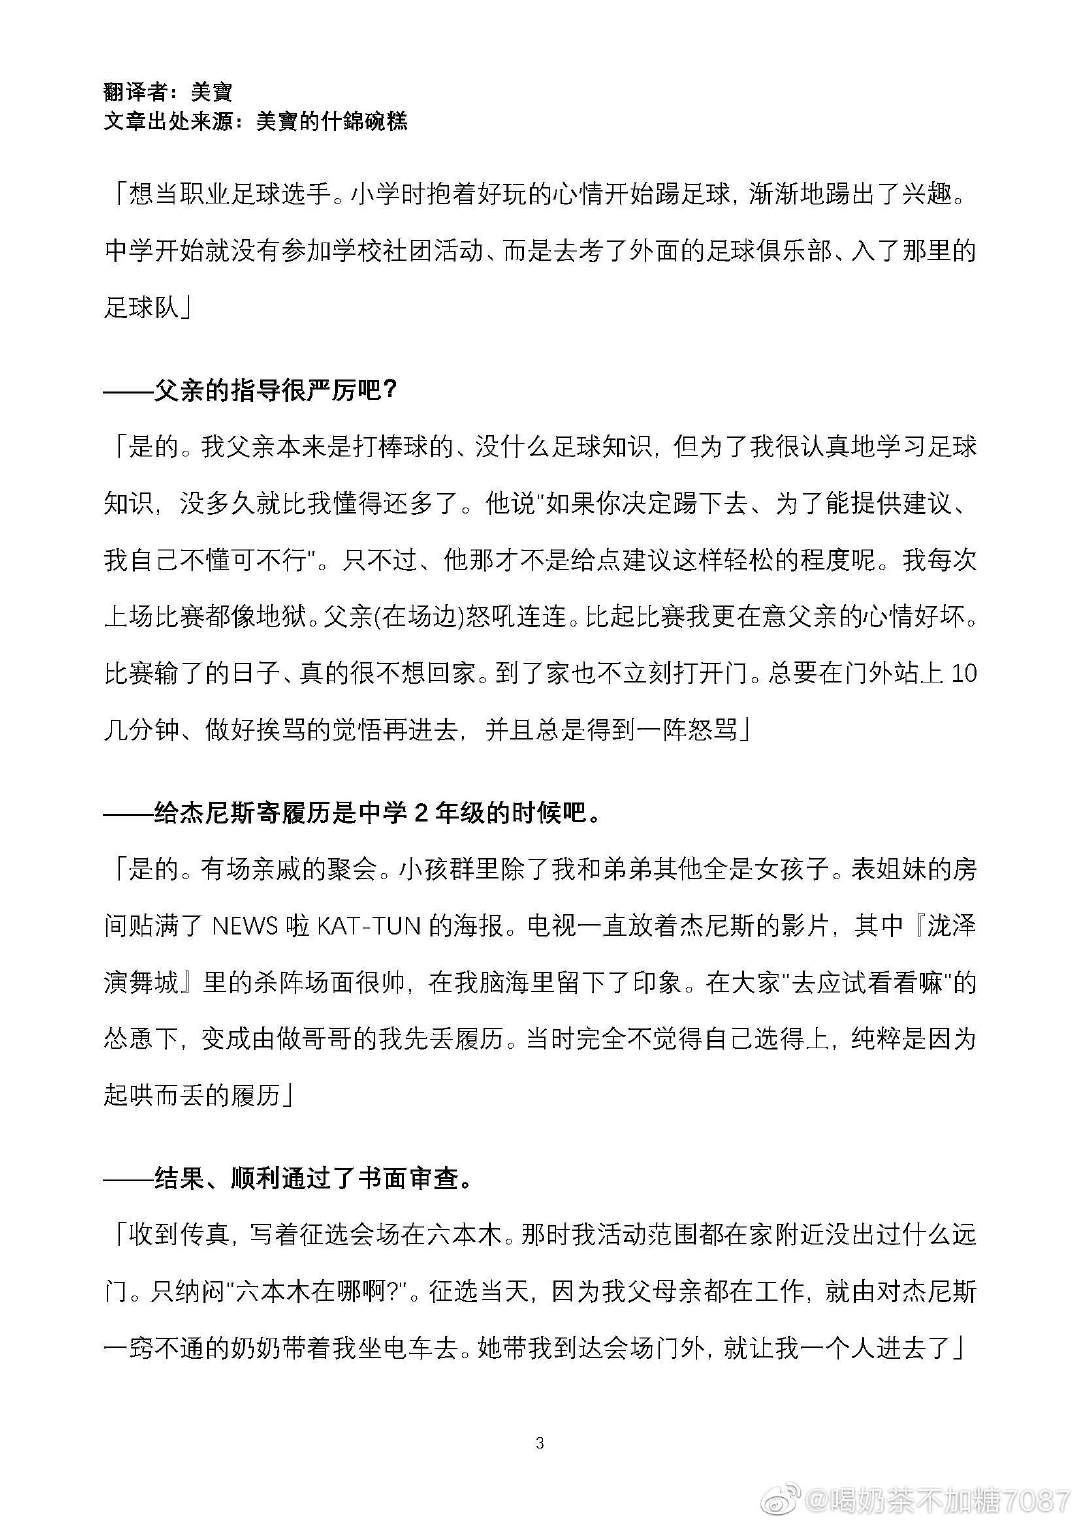 翻译者：美寶
文章出处来源：美寶的什錦碗糕
「想当职业足球选手。小学时抱着好玩的心情开始踢足球，渐渐地踢出了兴趣。
中学开始就没有参加学校社团活动、而是去考了外面的足球俱乐部、入了那里的
足球队」
——父亲的指导很严厉吧？
「是的。我父亲本来是打棒球的、没什么足球知识，但为了我很认真地学习足球
知识，没多久就比我懂得还多了。他说"如果你决定踢下去、为了能提供建议、
我自己不懂可不行"。只不过、他那才不是给点建议这样轻松的程度呢。我每次
上场比赛都像地狱。父亲(在场边)怒吼连连。比起比赛我更在意父亲的心情好坏。
比赛输了的日子、真的很不想回家。到了家也不立刻打开门。总要在门外站上 10
几分钟、做好挨骂的觉悟再进去，并且总是得到一阵怒骂」
——给杰尼斯寄履历是中学 2 年级的时候吧。
「是的。有场亲戚的聚会。小孩群里除了我和弟弟其他全是女孩子。表姐妹的房
间贴满了 NEWS 啦 KAT-TUN 的海报。电视一直放着杰尼斯的影片，其中『泷泽
演舞城』里的杀阵场面很帅，在我脑海里留下了印象。在大家"去应试看看嘛"的
怂恿下，变成由做哥哥的我先丢履历。当时完全不觉得自己选得上，纯粹是因为
起哄而丢的履历」
——结果、顺利通过了书面审查。
「收到传真，写着征选会场在六本木。那时我活动范围都在家附近没出过什么远
门。只纳闷"六本木在哪啊?"。征选当天，因为我父母亲都在工作，就由对杰尼斯
一窍不通的奶奶带着我坐电车去。她带我到达会场门外，就让我一个人进去了」
3
@喝奶茶不加糖7087